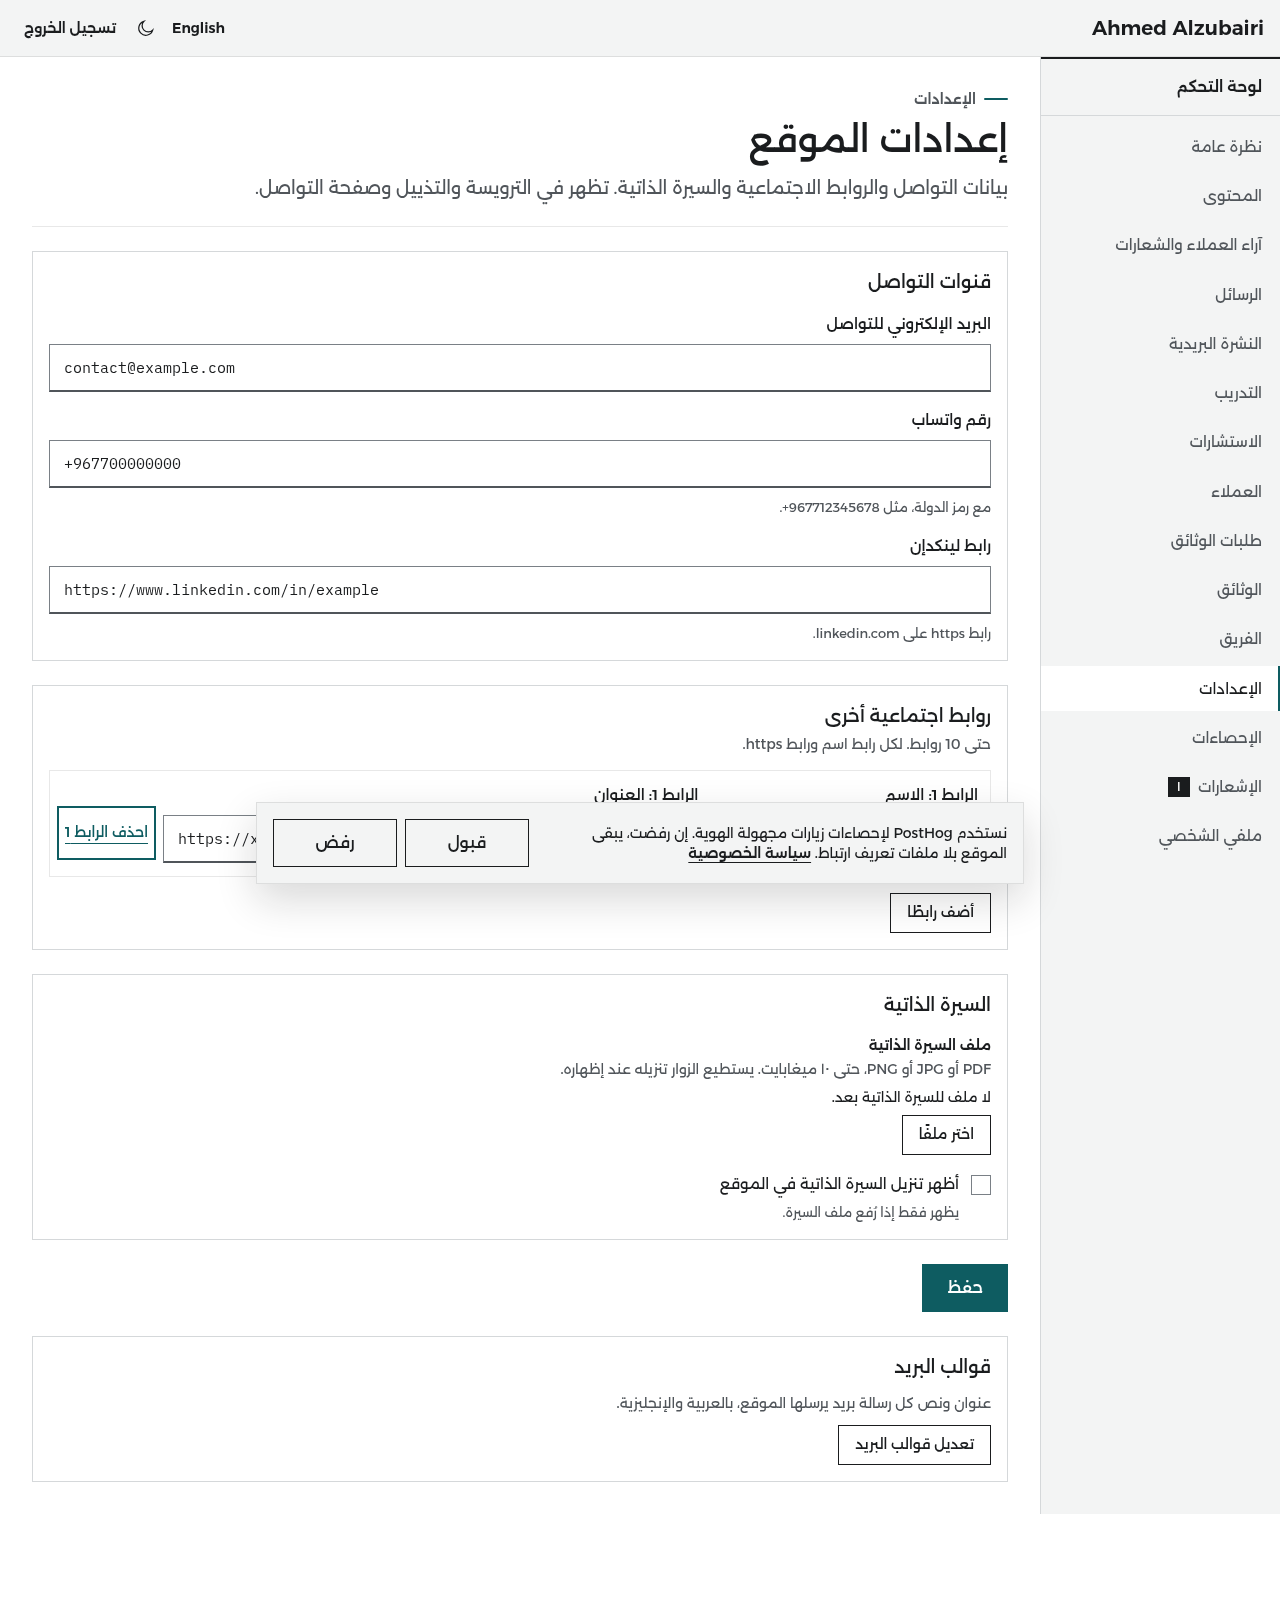 Ahmed Alzubairi
English
تسجيل الخروج
لوحة التحكم
نظرة عامة
المحتوى
آراء العملاء والشعارات
الرسائل
النشرة البريدية
التدريب
الاستشارات
العملاء
طلبات الوثائق
الوثائق
الفريق
الإعدادات
الإحصاءات
الإشعارات ١
ملفي الشخصي
الإعدادات
إعدادات الموقع
بيانات التواصل والروابط الاجتماعية والسيرة الذاتية. تظهر في الترويسة والتذييل وصفحة التواصل.
قنوات التواصل
البريد الإلكتروني للتواصل
contact@example.com
رقم واتساب
+967700000000
مع رمز الدولة، مثل 967712345678+.
رابط لينكدإن
https://www.linkedin.com/in/example
رابط https على linkedin.com.
روابط اجتماعية أخرى
حتى 10 روابط. لكل رابط اسم ورابط https.
الرابط 1: الاسم
الرابط 1: العنوان
https://x
احذف الرابط 1
نستخدم PostHog لإحصاءات زيارات مجهولة الهوية. إن رفضت، يبقى
الموقع بلا ملفات تعريف ارتباط. سياسة الخصوصية
قبول
رفض
أضف رابطًا
السيرة الذاتية
ملف السيرة الذاتية
PDF أو JPG أو PNG، حتى ١٠ ميغابايت. يستطيع الزوار تنزيله عند إظهاره.
لا ملف للسيرة الذاتية بعد.
اختر ملفًا
أظهر تنزيل السيرة الذاتية في الموقع
يظهر فقط إذا رُفع ملف السيرة.
حفظ
قوالب البريد
عنوان ونص كل رسالة بريد يرسلها الموقع، بالعربية والإنجليزية.
تعديل قوالب البريد